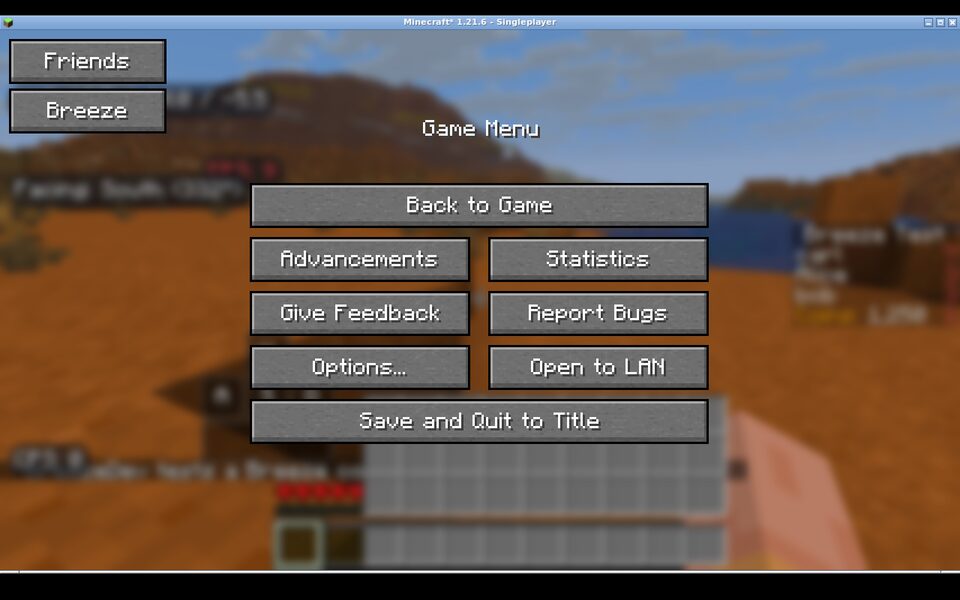 Minecraft* 1.21.6 - Singleplayer
Friends
Breeze
Game Menu
Back to Game
Advancements
Statistics
Give Feedback
Report Bugs
Options...
Open to LAN
Save and Quit to Title